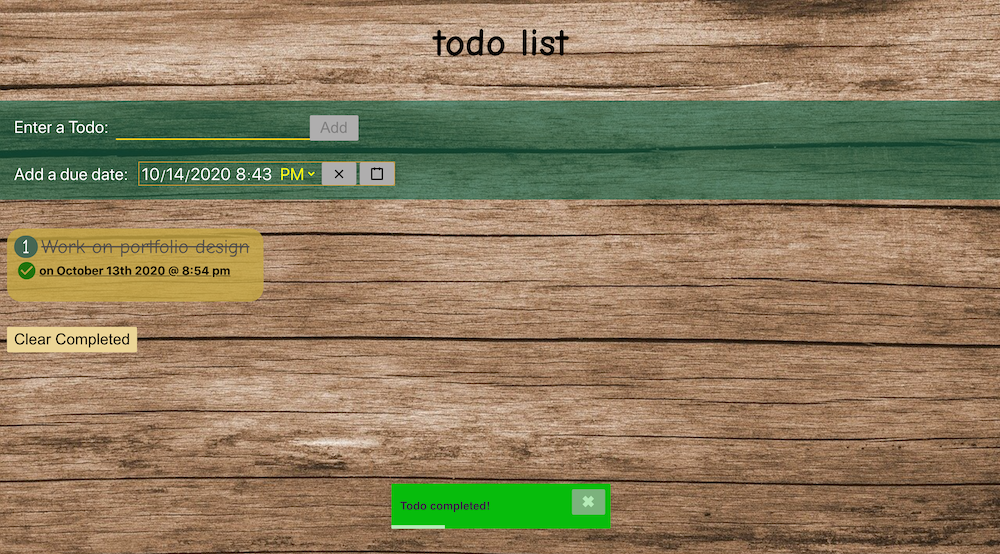 todo list
Enter a Todo: Add
Add a due date: 10/14/2020 8:43 PM
1 Work on portfolio design
on October 13th 2020 @ 8:54 pm
Clear Completed
Todo completed!